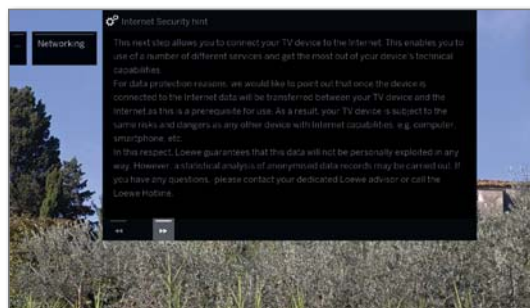 Internet Security hint
... Networking
This next step allows you to connect your TV device to the Internet. This enables you to
use of a number of different services and get the most out of your device's technical
capabilities.
For data protection reasons, we would like to point out that once the device is
connected to the Internet data will be transferred between your TV device and the
Internet as this is a prerequisite for use. As a result, your TV device is subject to the
same risks and dangers as any other device with Internet capabilities, e.g. computer,
smartphone, etc.
In this respect, Loewe guarantees that this data will not be personally exploited in any
way. However, a statistical analysis of anonymised data records may be carried out. If
you have any questions, please contact your dedicated Loewe advisor or call the
Loewe Hotline.